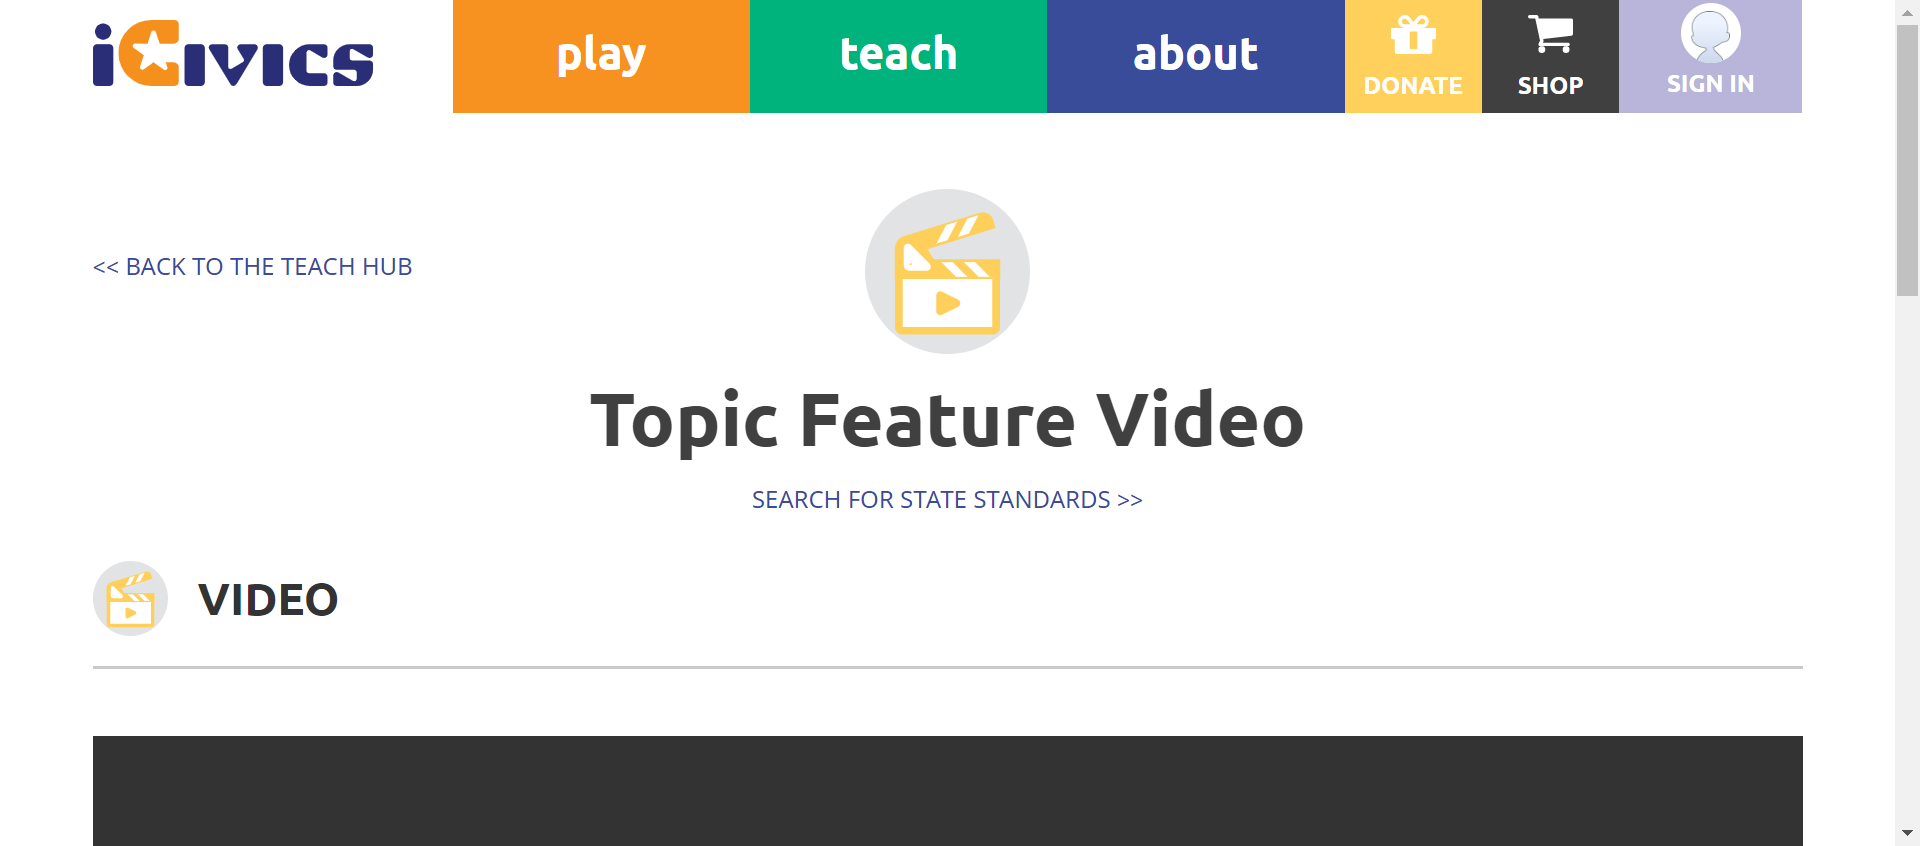 iCivics
play
teach
about
DONATE
SHOP
SIGN IN
<< BACK TO THE TEACH HUB
Topic Feature Video
SEARCH FOR STATE STANDARDS >>
VIDEO